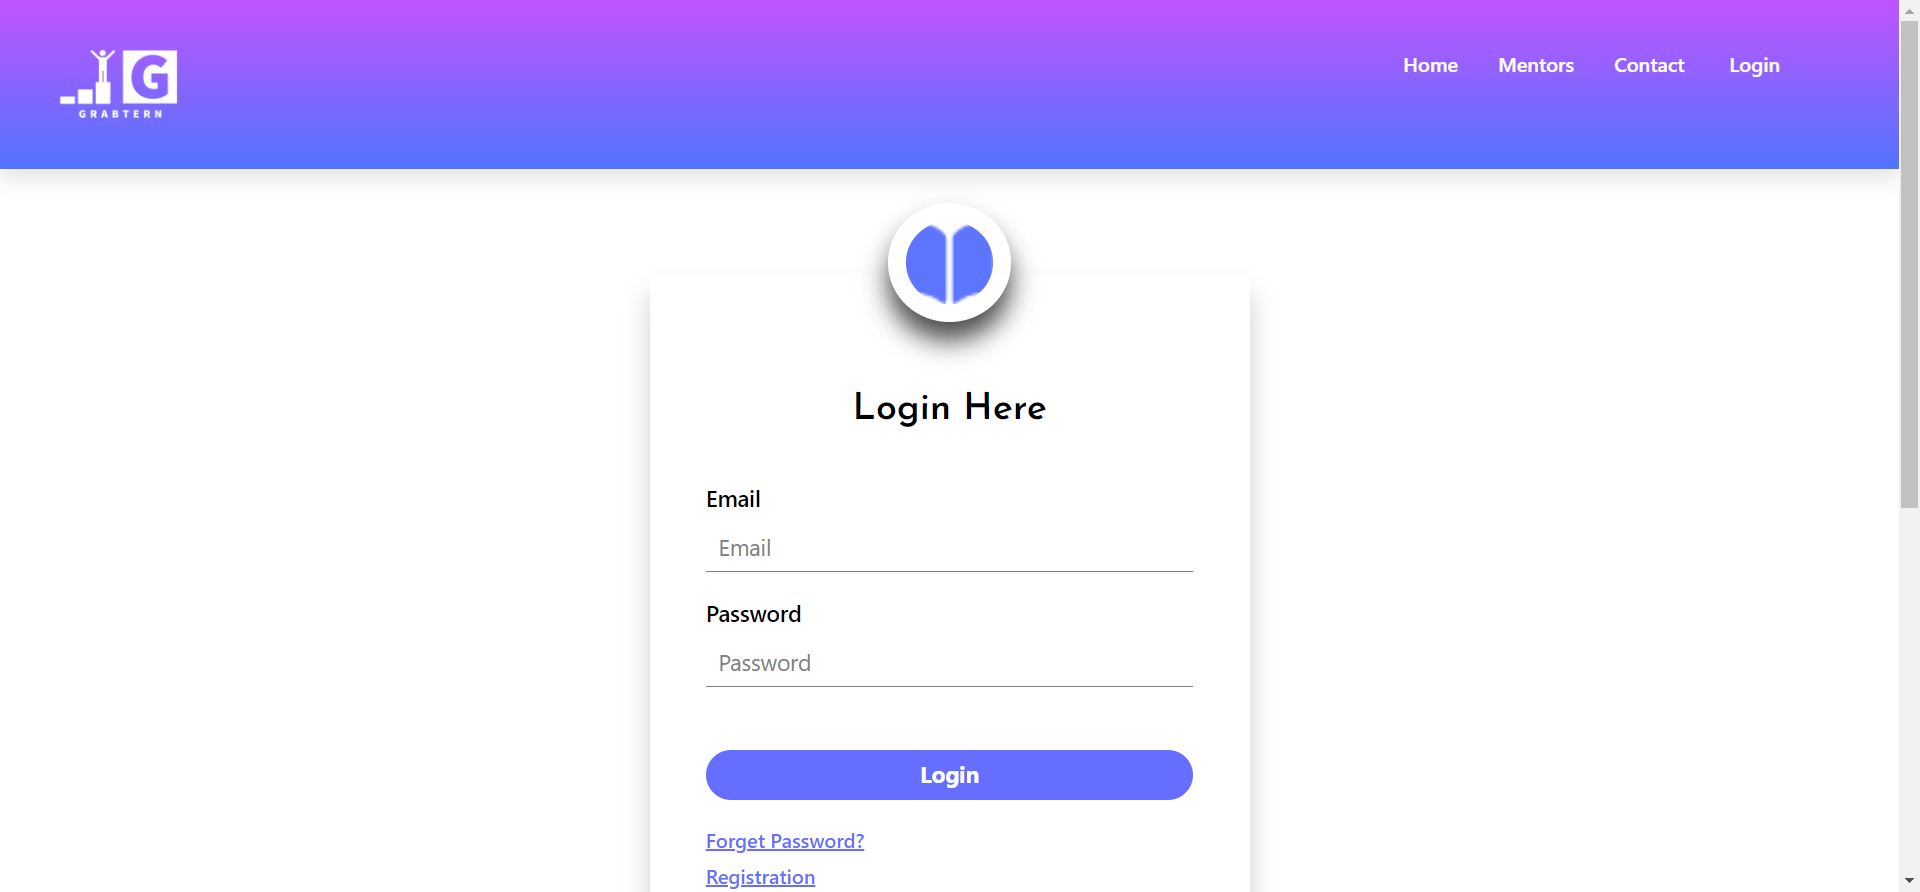 G
GRABTERN
Home
Mentors
Contact
Login
Login Here
Email
Email
Password
Password
Login
Forget Password?
Registration